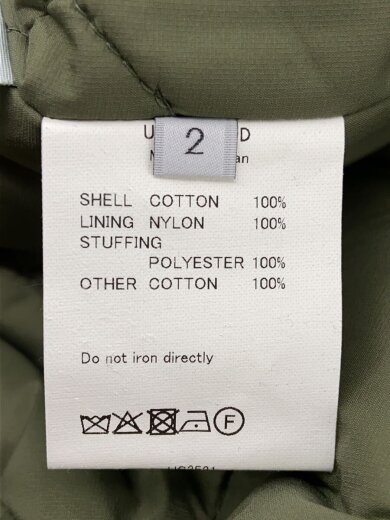 2
SHELL COTTON 100%
LINING NYLON 100%
STUFFING
POLYESTER 100%
OTHER COTTON 100%
Do not iron directly
F